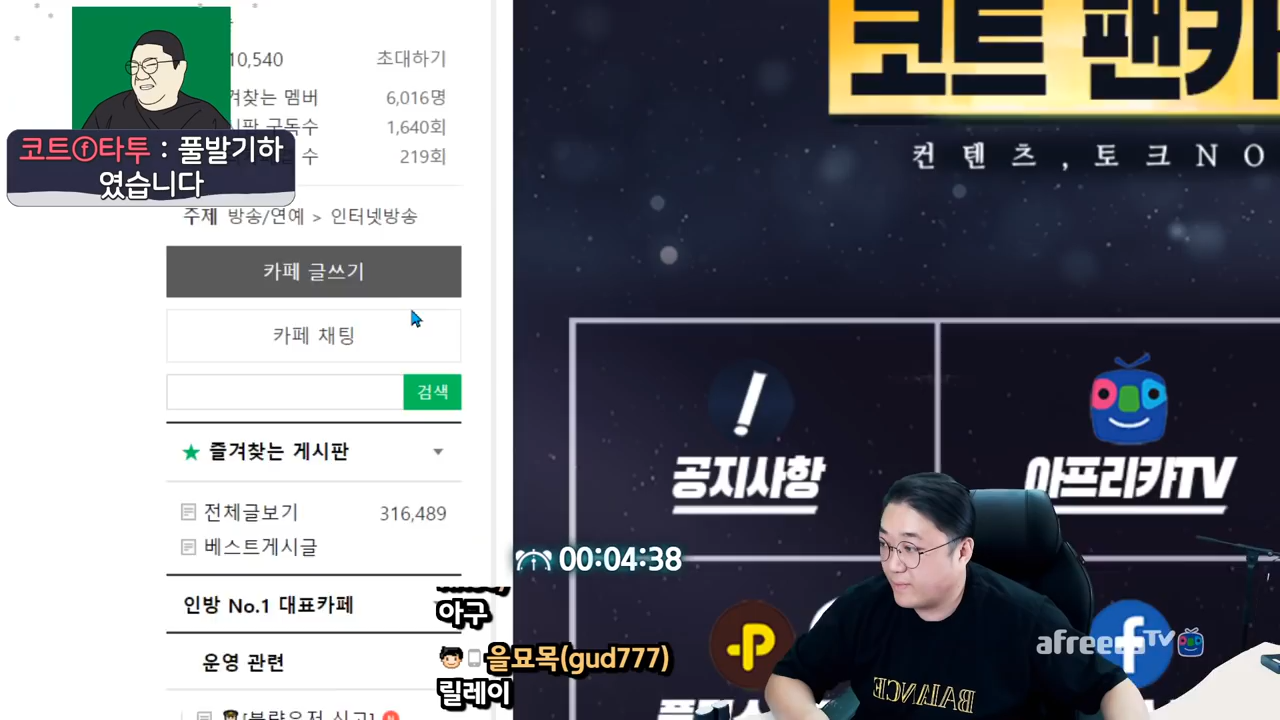 10,540
초대하기
겨찾는 멤버
6,016명
1,640회
수
219회
코트ⓕ타투 : 풀발기하
였습니다
주제 방송/연예 > 인터넷방송
카페 글쓰기
카페 채팅
검색
★ 즐겨찾는 게시판
전체글보기
316,489
베스트게시글
인방 No.1 대표카페
운영 관련
코트 팬카
컨텐츠,토크NO
공지사항
아프리카TV
00:04:38
아구
을묘목(gud777)
릴레이
P
f
afree TV
BALANCE